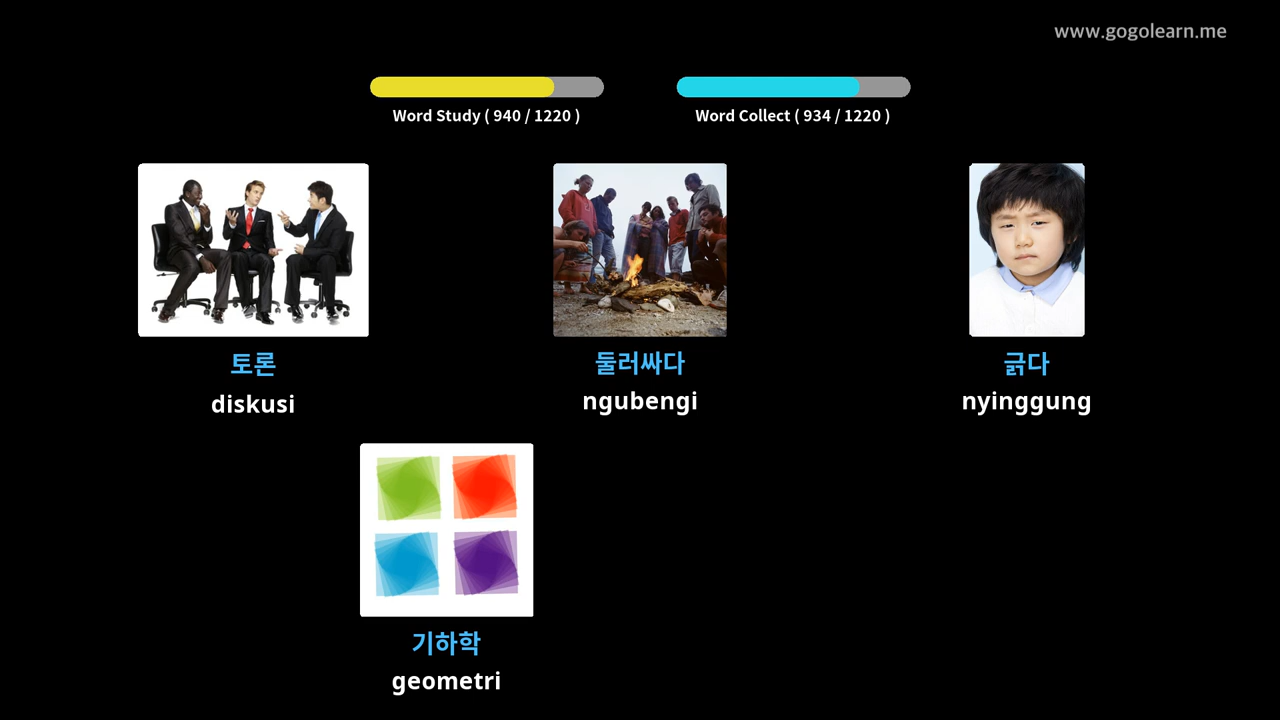 www.gogolearn.me
Word Study ( 940 / 1220 )
Word Collect ( 934 / 1220 )
토론
diskusi
둘러싸다
ngubengi
긁다
nyinggung
기하학
geometri